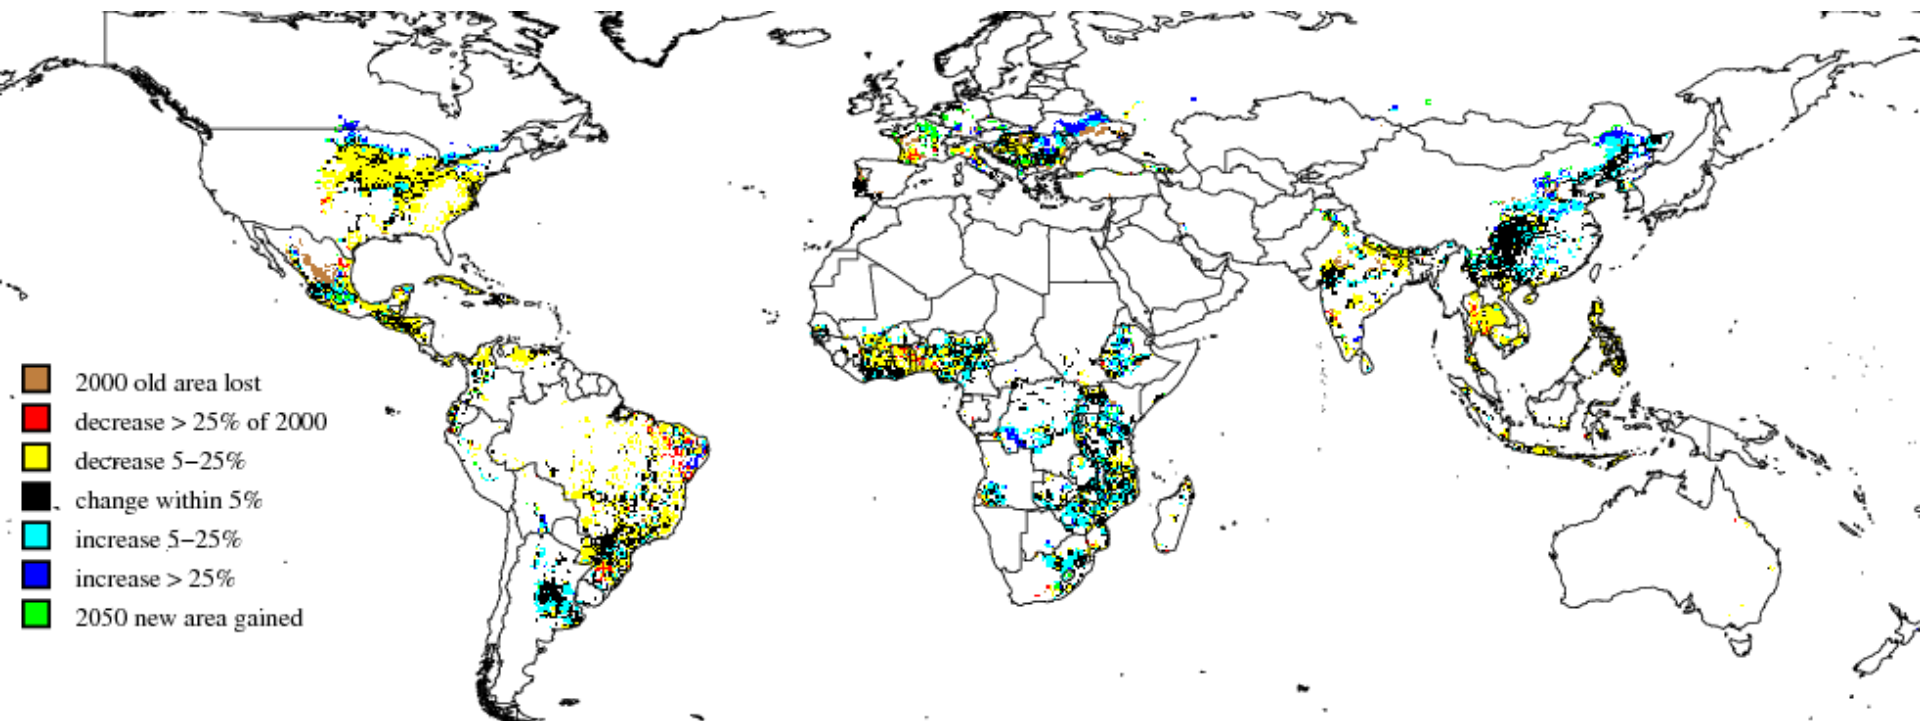 2000 old area lost
decrease > 25% of 2000
decrease 5−25%
change within 5%
increase 5−25%
increase > 25%
2050 new area gained